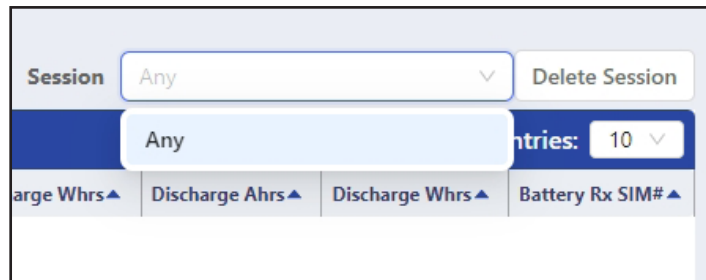 Session Any Delete Session
Any ntries: 10
arge Whrs Discharge Ahrs Discharge Whrs Battery Rx SIM#